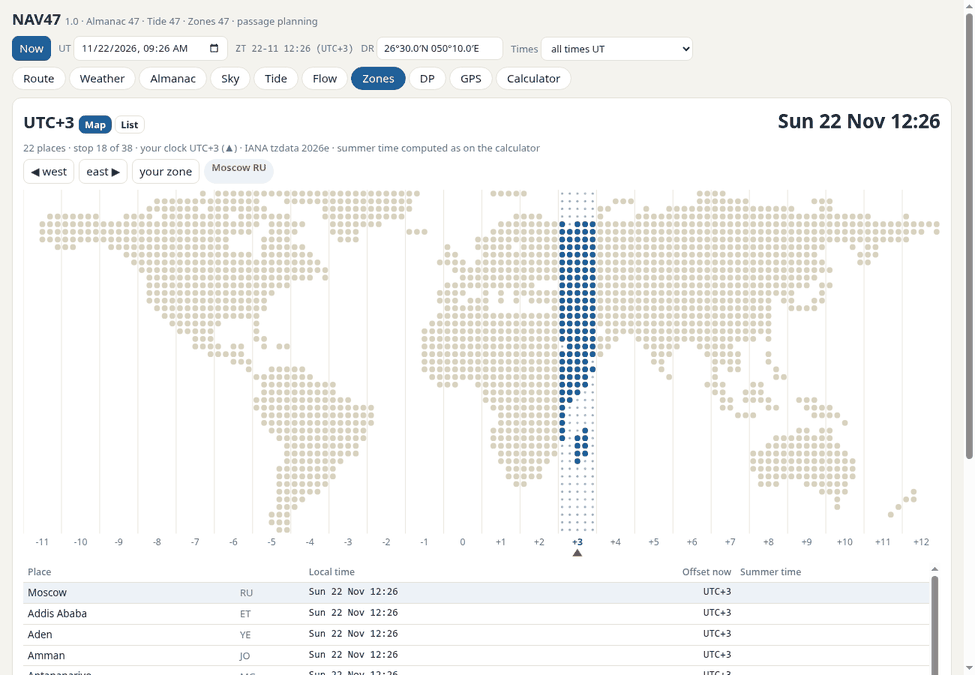 NAV47 1.0 · Almanac 47 · Tide 47 · Zones 47 · passage planning
Now UT 11/22/2026, 09:26 AM ZT 22-11 12:26 (UTC+3) DR 26°30.0'N 050°10.0'E Times all times UT
Route Weather Almanac Sky Tide Flow Zones DP GPS Calculator
UTC+3 Map List Sun 22 Nov 12:26
22 places · stop 18 of 38 · your clock UTC+3 (▲) · IANA tzdata 2026e · summer time computed as on the calculator
◀ west east ▶ your zone Moscow RU
-11 -10 -9 -8 -7 -6 -5 -4 -3 -2 -1 0 +1 +2 +3 +4 +5 +6 +7 +8 +9 +10 +11 +12
Place Local time Offset now Summer time
Moscow RU Sun 22 Nov 12:26 UTC+3
Addis Ababa ET Sun 22 Nov 12:26 UTC+3
Aden YE Sun 22 Nov 12:26 UTC+3
Amman JO Sun 22 Nov 12:26 UTC+3